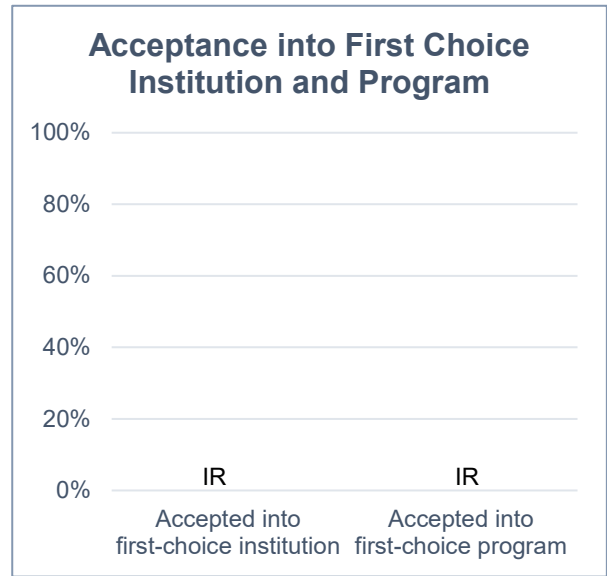 Acceptance into First Choice
Institution and Program
100%
80%
60%
40%
20%
0%
IR
IR
Accepted into
first-choice institution
Accepted into
first-choice program